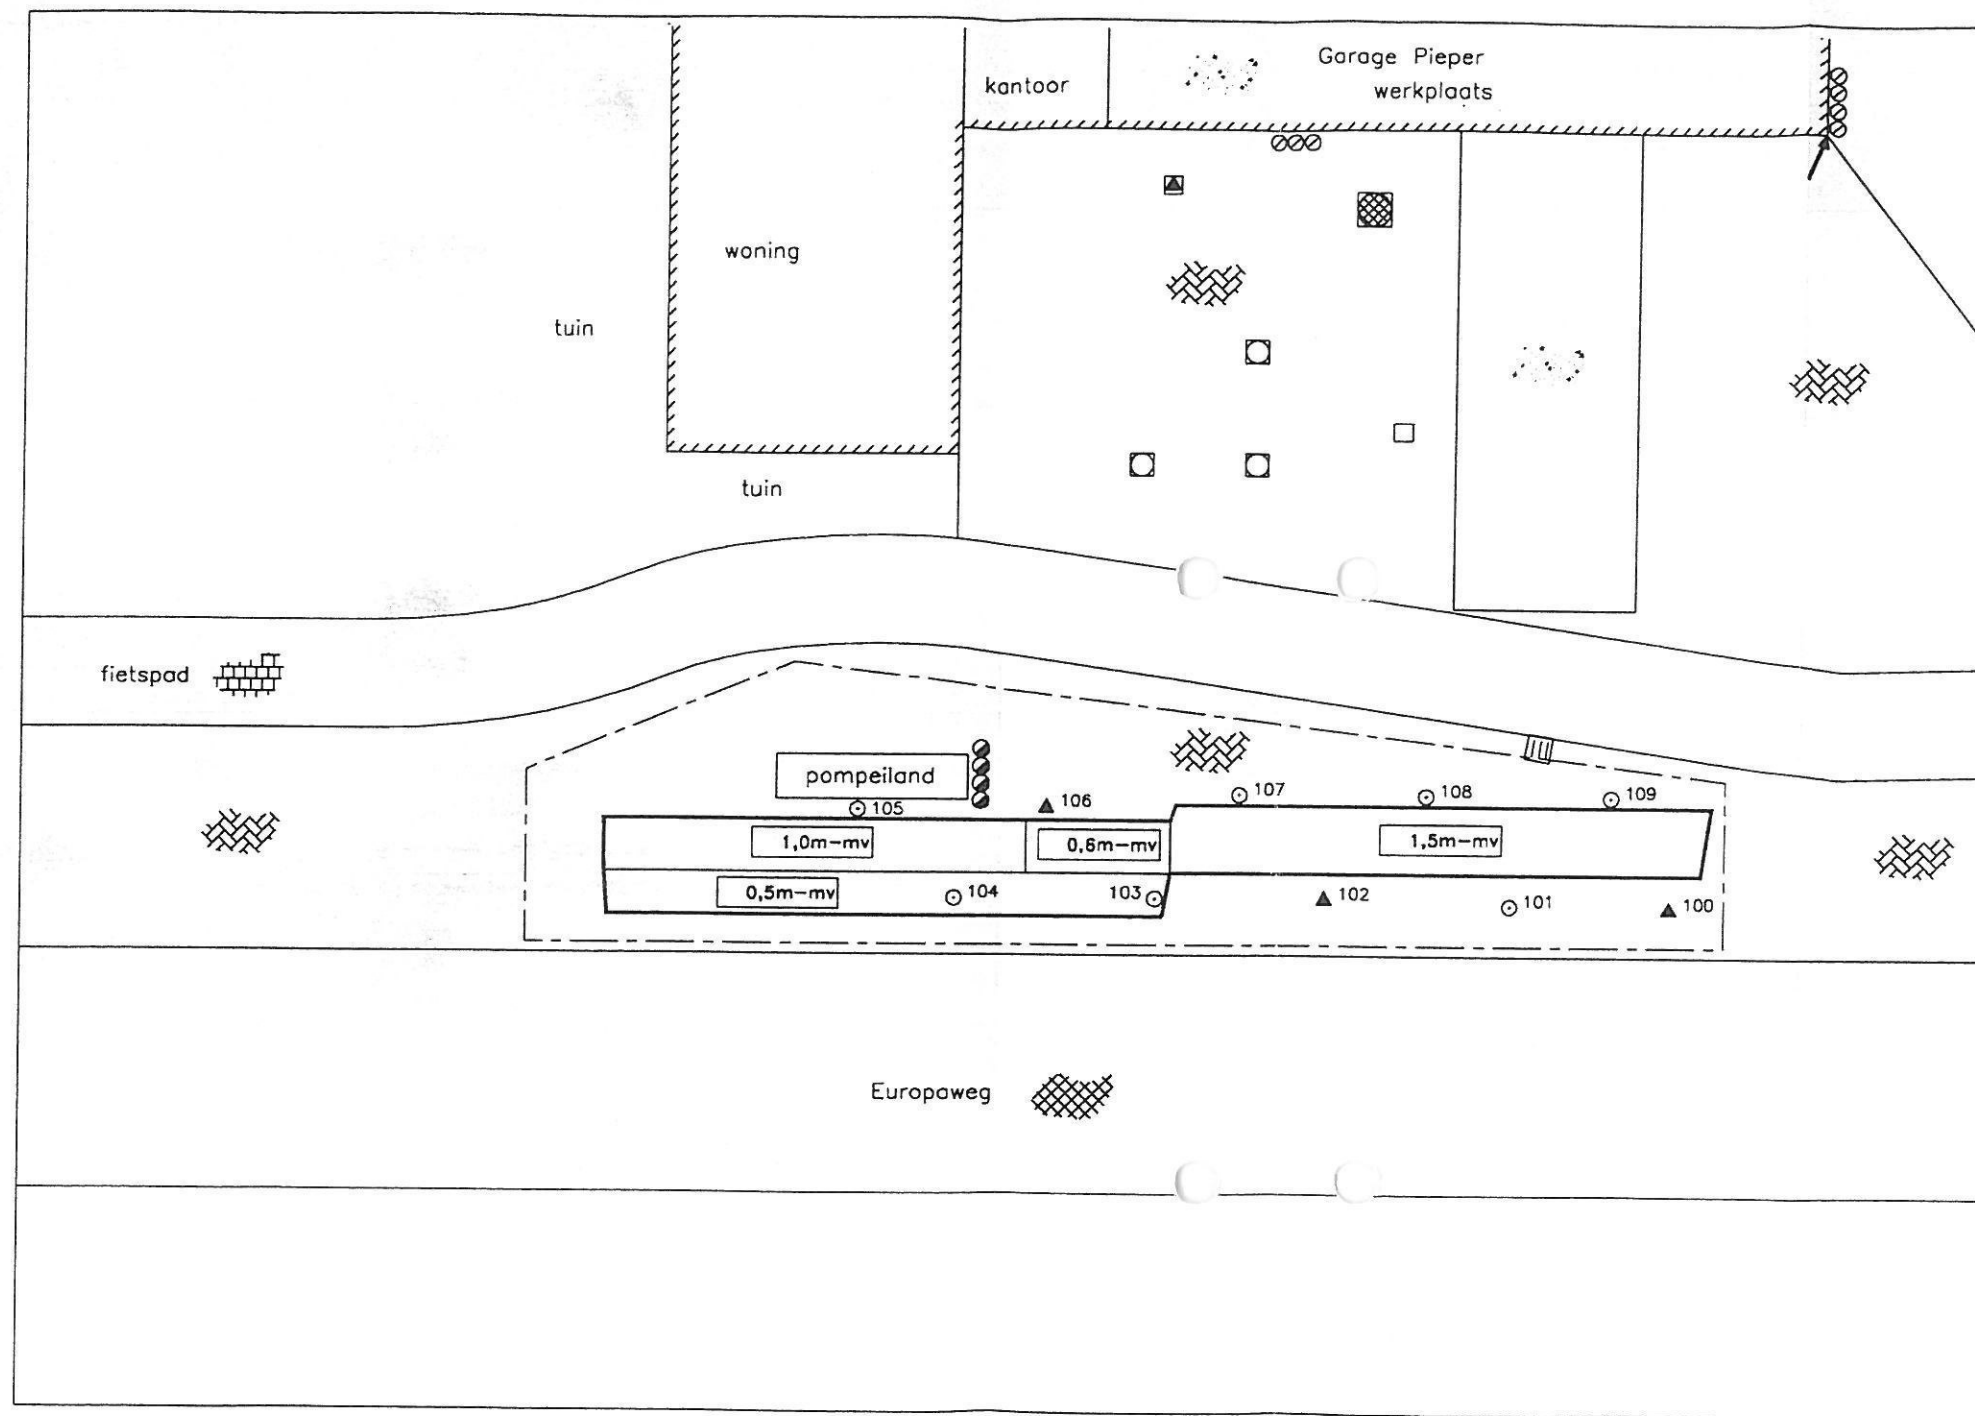 Garage Pieper
kantoor
werkplaats
woning
tuin
tuin
fietspad
pompeiland
105
106
107
108
109
1,0m-mv
0,6m-mv
1,5m-mv
0,5m-mv
104
103
102
101
100
Europaweg